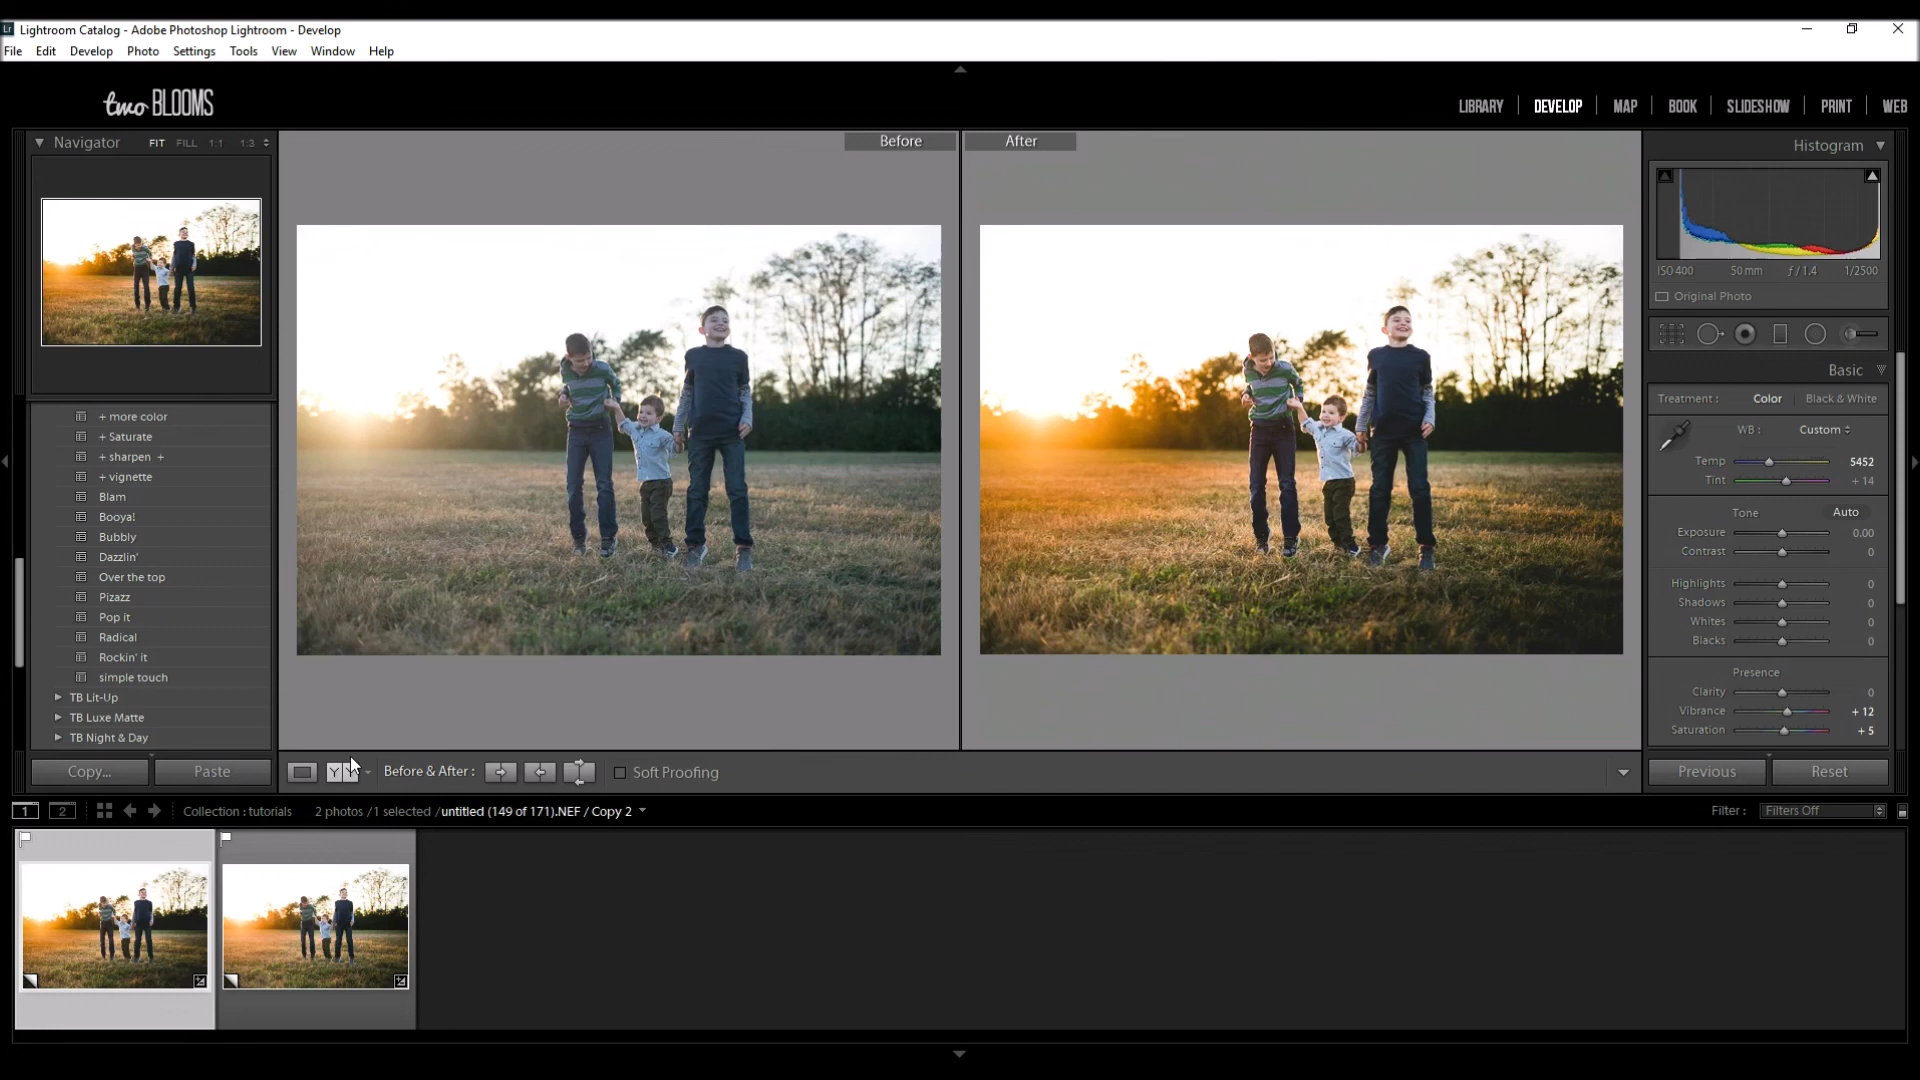 Lr Lightroom Catalog - Adobe Photoshop Lightroom - Develop
File Edit Develop Photo Settings Tools View Window Help
two BLOOMS
LIBRARY | DEVELOP | MAP | BOOK | SLIDESHOW | PRINT | WEB
Navigator FIT FILL 1:1 1:3
Before
After
Histogram
ISO 400 50 mm ƒ / 1.4 1/2500
Original Photo
Basic
Treatment : Color Black & White
WB : Custom
Temp 5452
Tint + 14
Tone Auto
Exposure 0.00
Contrast 0
Highlights 0
Shadows 0
Whites 0
Blacks 0
Presence
Clarity 0
Vibrance + 12
Saturation + 5
+ more color
+ Saturate
+ sharpen +
+ vignette
Blam
Booya!
Bubbly
Dazzlin'
Over the top
Pizazz
Pop it
Radical
Rockin' it
simple touch
TB Lit-Up
TB Luxe Matte
TB Night & Day
Copy... Paste
Y Y Before & After : Soft Proofing
Previous Reset
1 2 Collection : tutorials 2 photos / 1 selected / untitled (149 of 171).NEF / Copy 2 Filter : Filters Off